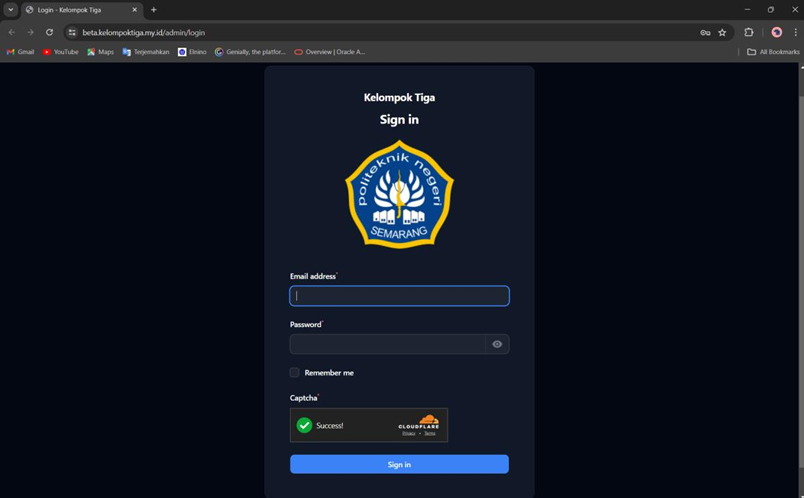 Login - Kelompok Tiga
beta.kelompoktiga.my.id/admin/login
Gmail YouTube Maps Terjemahkan Elnino Genially, the platfor... Overview | Oracle A... All Bookmarks
Kelompok Tiga
Sign in
politeknik negeri
SEMARANG
Email address*
Password*
Remember me
Captcha*
Success!
CLOUDFLARE
Privacy • Terms
Sign in